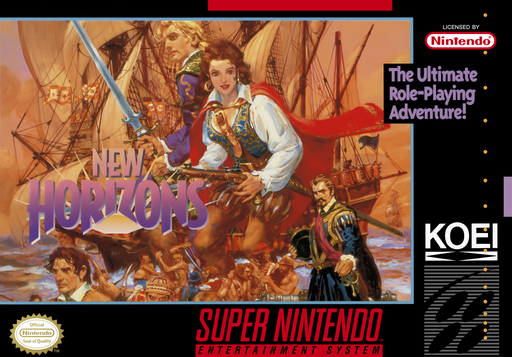 LICENSED BY
Nintendo
The Ultimate
Role-Playing
Adventure!
NEW
HORIZONS
KOEI
Official
Nintendo
Seal of Quality
SUPER NINTENDO
ENTERTAINMENT SYSTEM